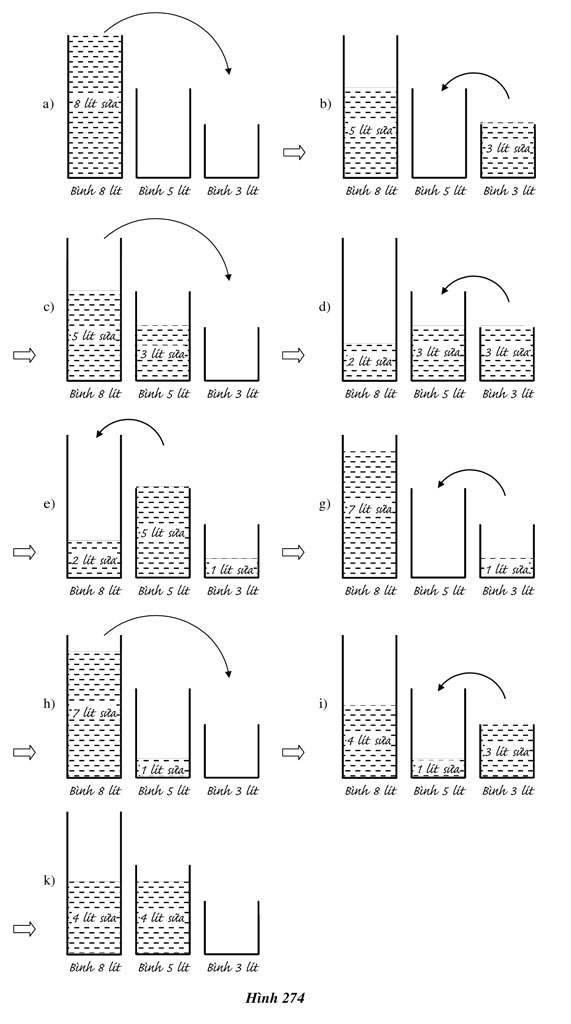 a)
8 lít sữa
Bình 8 lít Bình 5 lít Bình 3 lít
b)
5 lít sữa 3 lít sữa
Bình 8 lít Bình 5 lít Bình 3 lít
c)
5 lít sữa 3 lít sữa
Bình 8 lít Bình 5 lít Bình 3 lít
d)
2 lít sữa 3 lít sữa 3 lít sữa
Bình 8 lít Bình 5 lít Bình 3 lít
e)
2 lít sữa 5 lít sữa 1 lít sữa
Bình 8 lít Bình 5 lít Bình 3 lít
g)
7 lít sữa 1 lít sữa
Bình 8 lít Bình 5 lít Bình 3 lít
h)
7 lít sữa 1 lít sữa
Bình 8 lít Bình 5 lít Bình 3 lít
i)
4 lít sữa 1 lít sữa 3 lít sữa
Bình 8 lít Bình 5 lít Bình 3 lít
k)
4 lít sữa 4 lít sữa
Bình 8 lít Bình 5 lít Bình 3 lít
Hình 274